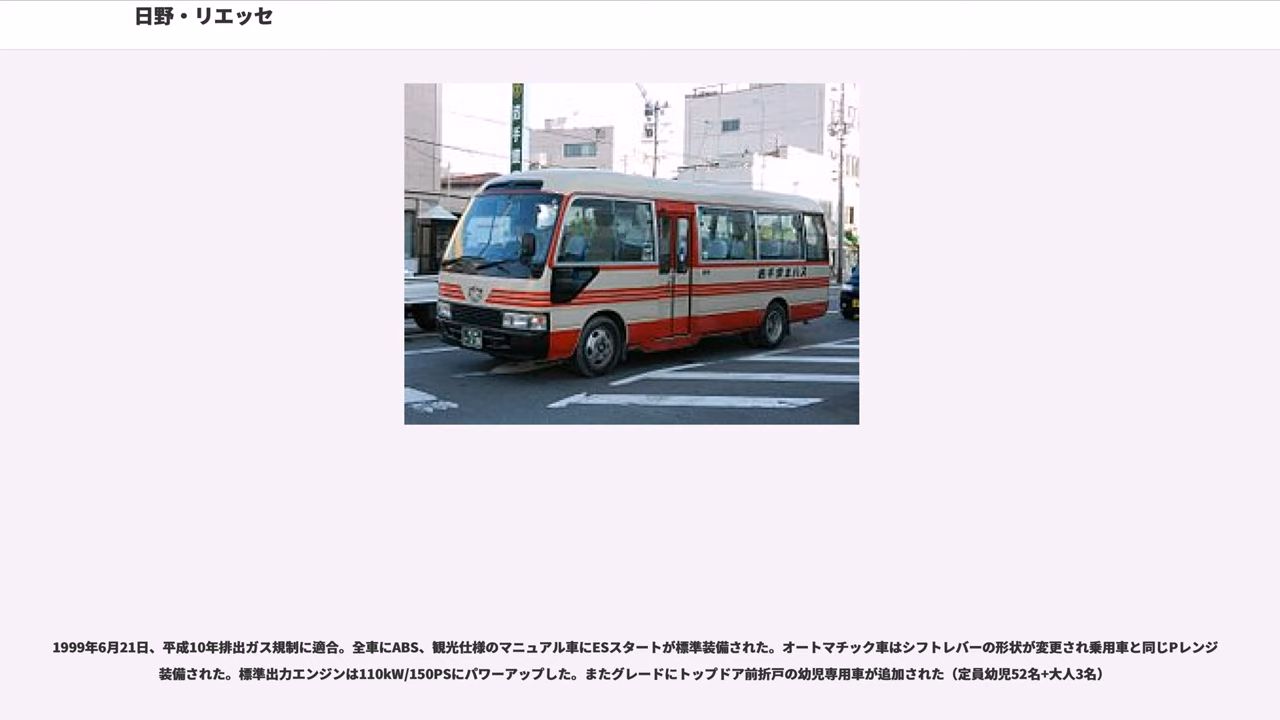 日野・リエッセ
岩手
岩手県北バス
1999年6月21日、平成10年排出ガス規制に適合。全車にABS、観光仕様のマニュアル車にESスタートが標準装備された。オートマチック車はシフトレバーの形状が変更され乗用車と同じPレンジ
装備された。標準出力エンジンは110kW/150PSにパワーアップした。またグレードにトップドア前折戸の幼児専用車が追加された（定員幼児52名+大人3名）